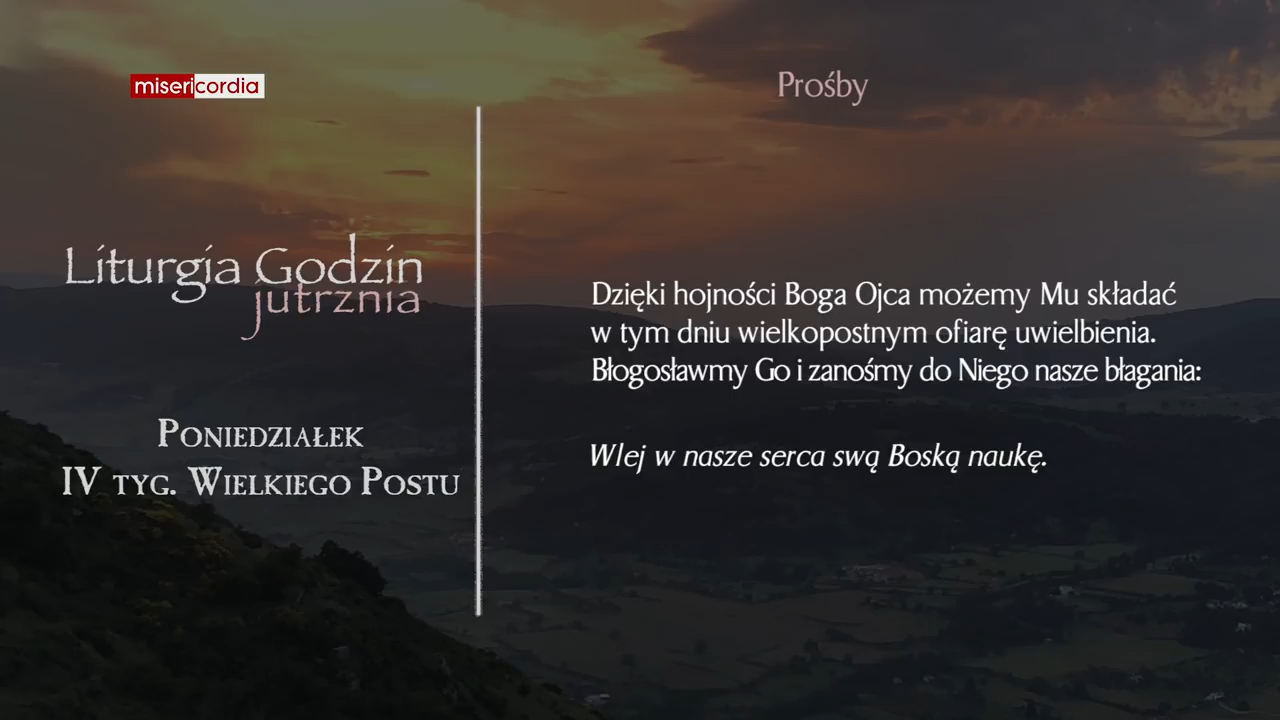 misericordia
Prośby
Liturgia Godzin
jutrznia
Poniedziałek
IV tyg. Wielkiego Postu
Dzięki hojności Boga Ojca możemy Mu składać
w tym dniu wielkopostnym ofiarę uwielbienia.
Błogosławmy Go i zanośmy do Niego nasze błagania:
Wlej w nasze serca swą Boską naukę.